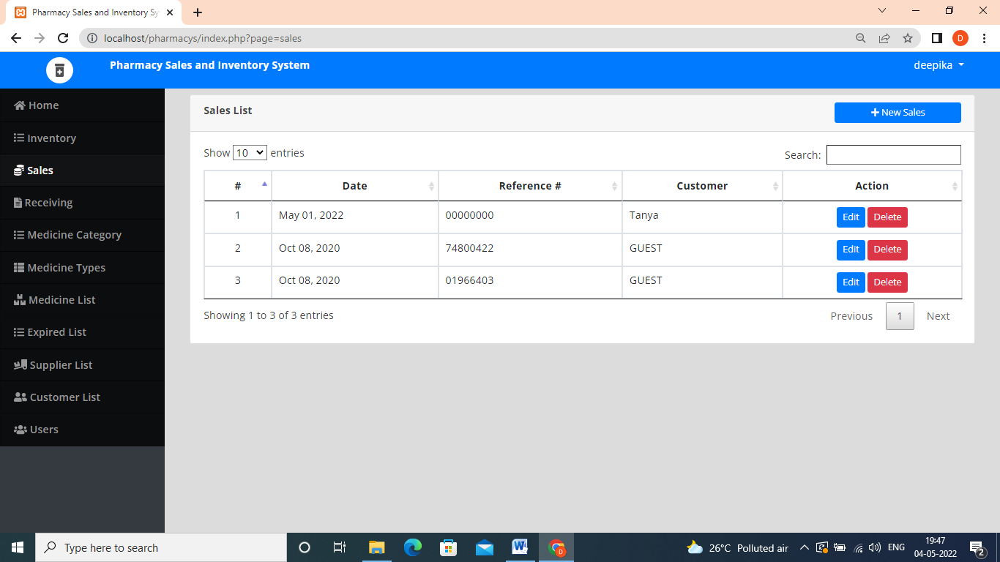 Pharmacy Sales and Inventory Sy
localhost/pharmacys/index.php?page=sales
D
Pharmacy Sales and Inventory System
deepika
Home
Inventory
Sales
Receiving
Medicine Category
Medicine Types
Medicine List
Expired List
Supplier List
Customer List
Users
Sales List
+ New Sales
Show 10 entries
Search:
# Date Reference # Customer Action
1 May 01, 2022 00000000 Tanya Edit Delete
2 Oct 08, 2020 74800422 GUEST Edit Delete
3 Oct 08, 2020 01966403 GUEST Edit Delete
Showing 1 to 3 of 3 entries
Previous 1 Next
Type here to search
W
D
26°C Polluted air
ENG
19:47
04-05-2022
2